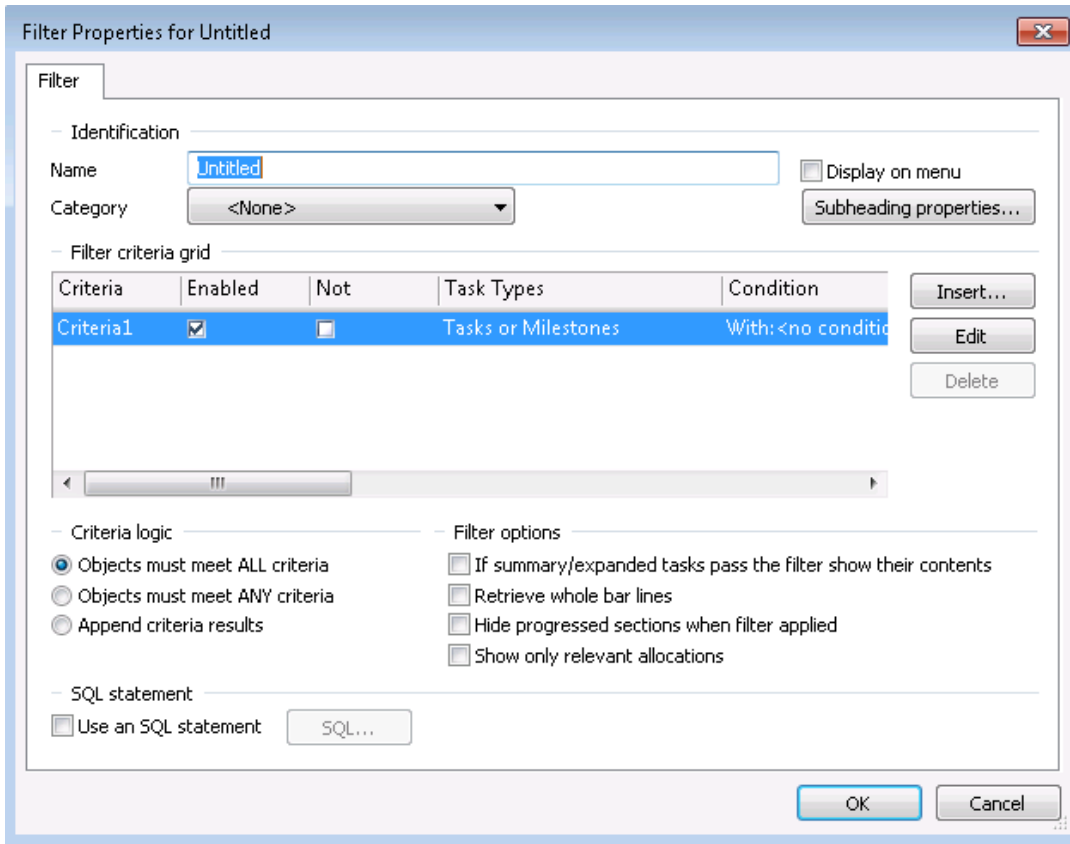 Filter Properties for Untitled
Filter
Identification
Name Untitled Display on menu
Category <None> Subheading properties...
Filter criteria grid
Criteria Enabled Not Task Types Condition Insert...
Criteria1 Tasks or Milestones With:<no conditio
Edit
Delete
Criteria logic Filter options
Objects must meet ALL criteria If summary/expanded tasks pass the filter show their contents
Objects must meet ANY criteria Retrieve whole bar lines
Append criteria results Hide progressed sections when filter applied
Show only relevant allocations
SQL statement
Use an SQL statement SQL...
OK Cancel